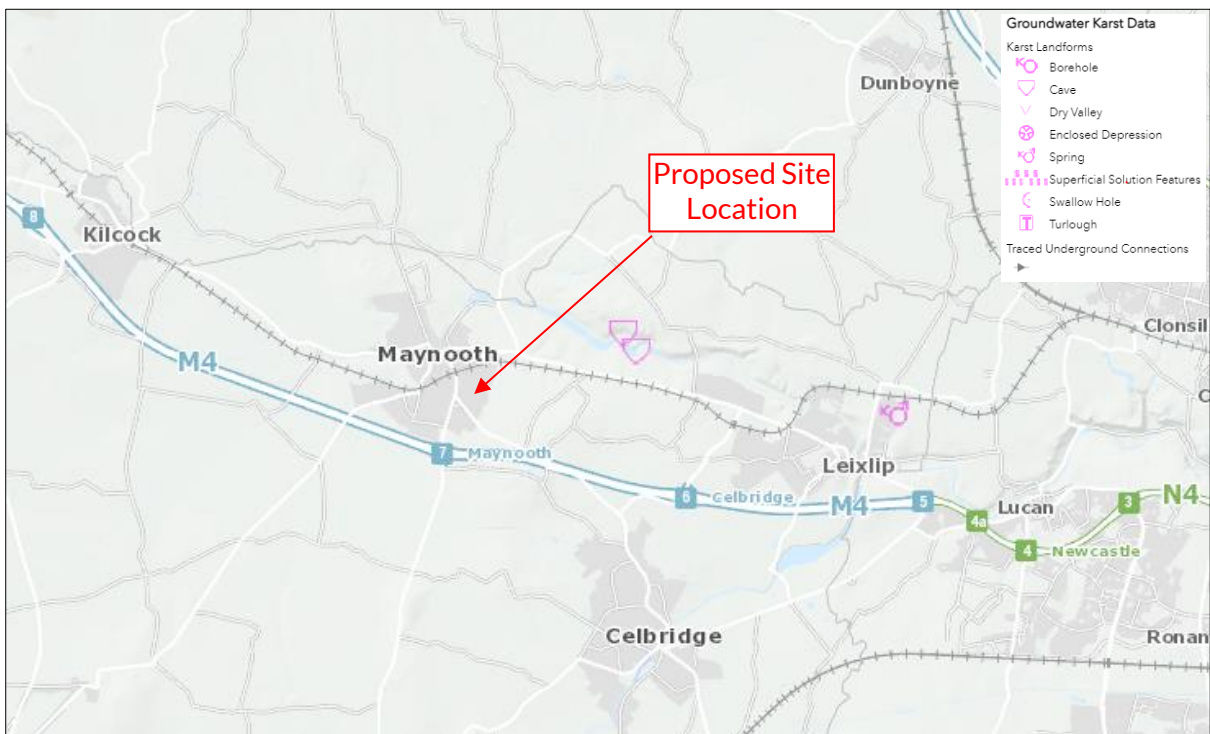 Groundwater Karst Data
Karst Landforms
Borehole
Cave
Dry Valley
Enclosed Depression
Spring
Superficial Solution Features
Swallow Hole
Turlough
Traced Underground Connections
Dunboyne
Proposed Site
Location
8
Kilcock
Clonsil
M4
Maynooth
7
Maynooth
Leixlip
6
Celbridge
M4
5
Lucan
3
N4
4a
4
Newcastle
Celbridge
Ronan